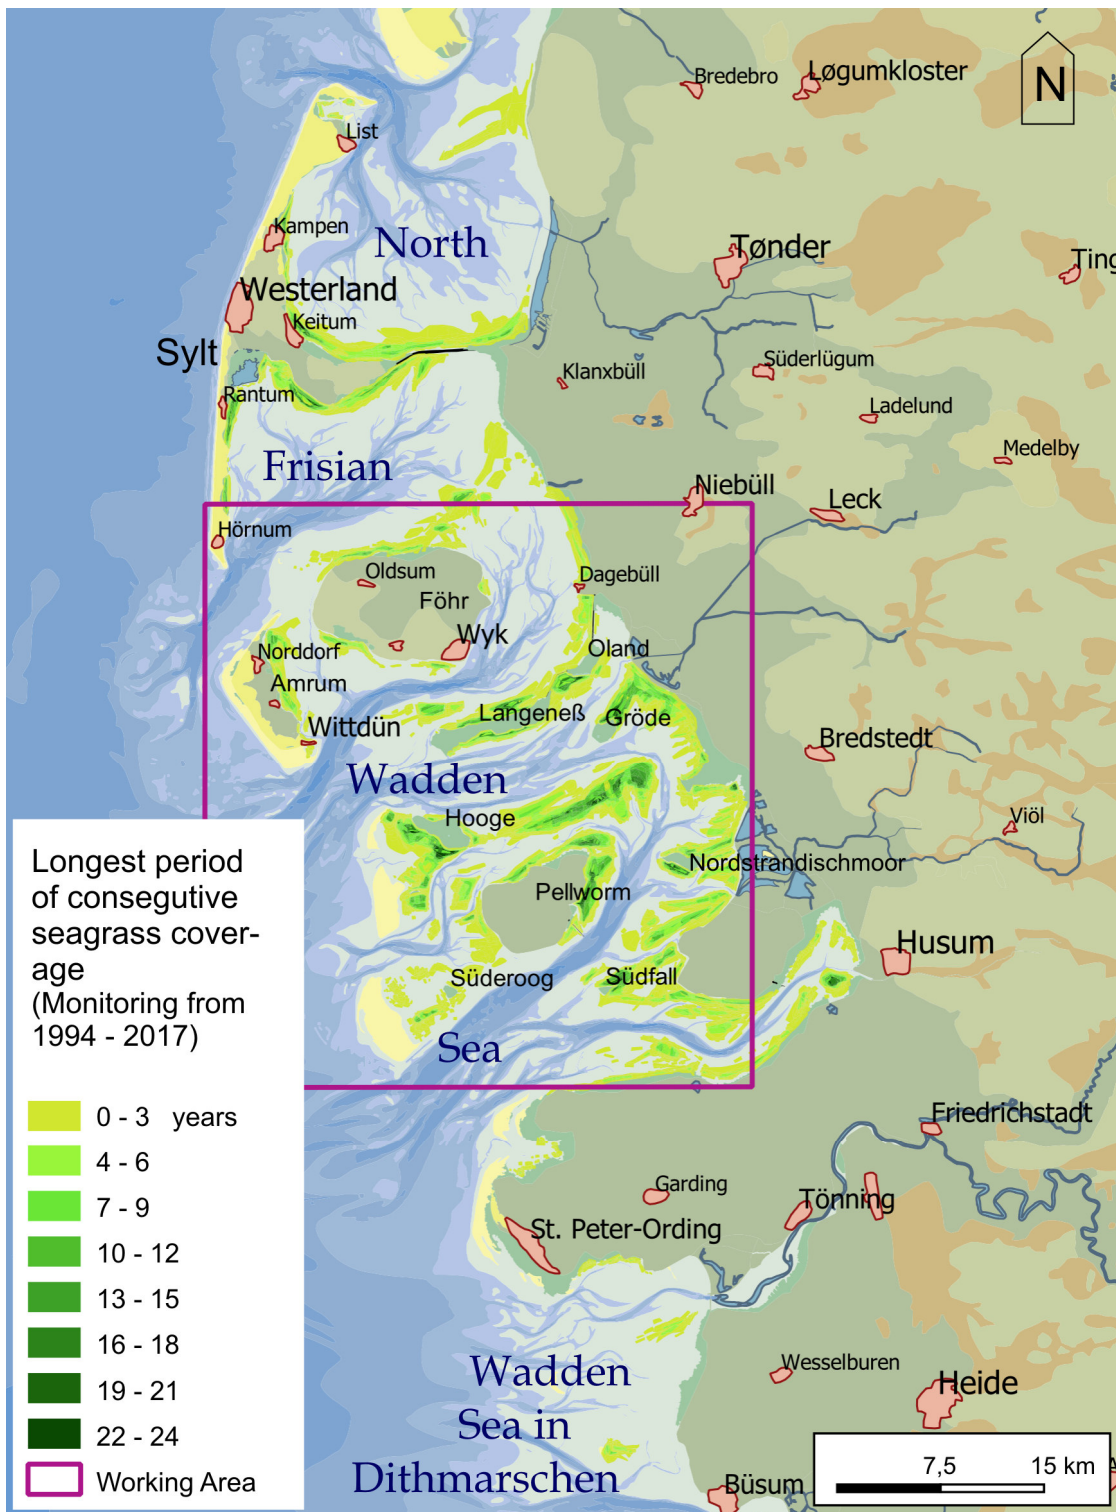 Bredebro
Løgumkloster
N
List
Kampen
North
Tønder
Westerland
Keitum
Sylt
Klanxbüll
Süderlügum
Rantum
Ladelund
Frisian
Medelby
Niebüll
Leck
Hörnum
Oldsum
Dagebüll
Föhr
Wyk
Norddorf
Oland
Amrum
Langeneß
Gröde
Wittdün
Bredstedt
Wadden
Hooge
Viöl
Nordstrandischmoor
Pellworm
Husum
Süderoog
Südfall
Sea
Longest period
of consegutive
seagrass cover-
age
(Monitoring from
1994 - 2017)
0 - 3 years
4 - 6
7 - 9
10 - 12
13 - 15
16 - 18
19 - 21
22 - 24
Working Area
Friedrichstadt
Garding
Tönning
St. Peter-Ording
Wadden
Sea in
Dithmarschen
Wesselburen
Heide
Büsum
7,5 15 km